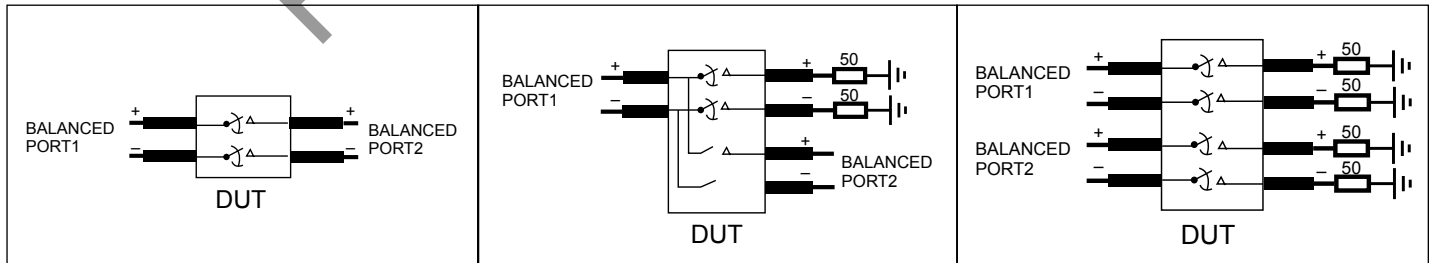 + +
BALANCED
PORT1
BALANCED
PORT2
– –
DUT
+ + 50
BALANCED
PORT1
– – 50
+
BALANCED
PORT2
–
DUT
+ + 50
BALANCED
PORT1
– – 50
+ + 50
BALANCED
PORT2
– – 50
DUT